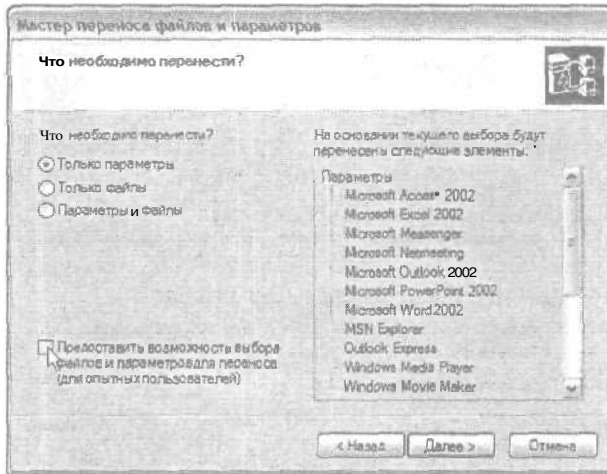 Мастер переноса файлов и параметров
Что необходимо перенести?
Что необходимо перенести?
Только параметры
Только файлы
Параметры и файлы
Предоставить возможность выбора
файлов и параметров для переноса
(для опытных пользователей)
На основании текущего выбора будут
перенесены следующие элементы:
Параметры
Microsoft Access 2002
Microsoft Excel 2002
Microsoft Messenger
Microsoft Netmeeting
Microsoft Outlook 2002
Microsoft PowerPoint 2002
Microsoft Word 2002
MSN Explorer
Outlook Express
Windows Media Player
Windows Movie Maker
< Назад
Далее >
Отмена